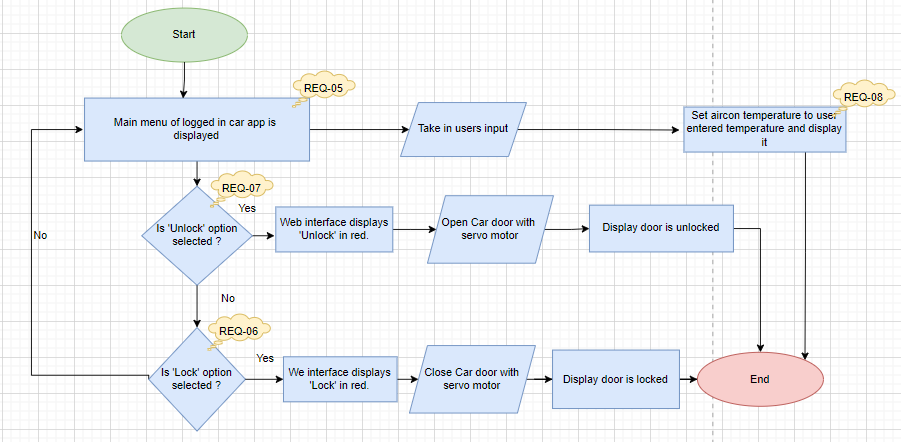 Start
REQ-05
REQ-08
Main menu of logged in car app is
displayed
Take in users input
Set aircon temperature to user
entered temperature and display
it
REQ-07
Yes
Is 'Unlock' option
selected ?
Web interface displays
'Unlock' in red.
Open Car door with
servo motor
Display door is unlocked
No
No
REQ-06
Yes
Is 'Lock' option
selected ?
We interface displays
'Lock' in red.
Close Car door with
servo motor
Display door is locked
End